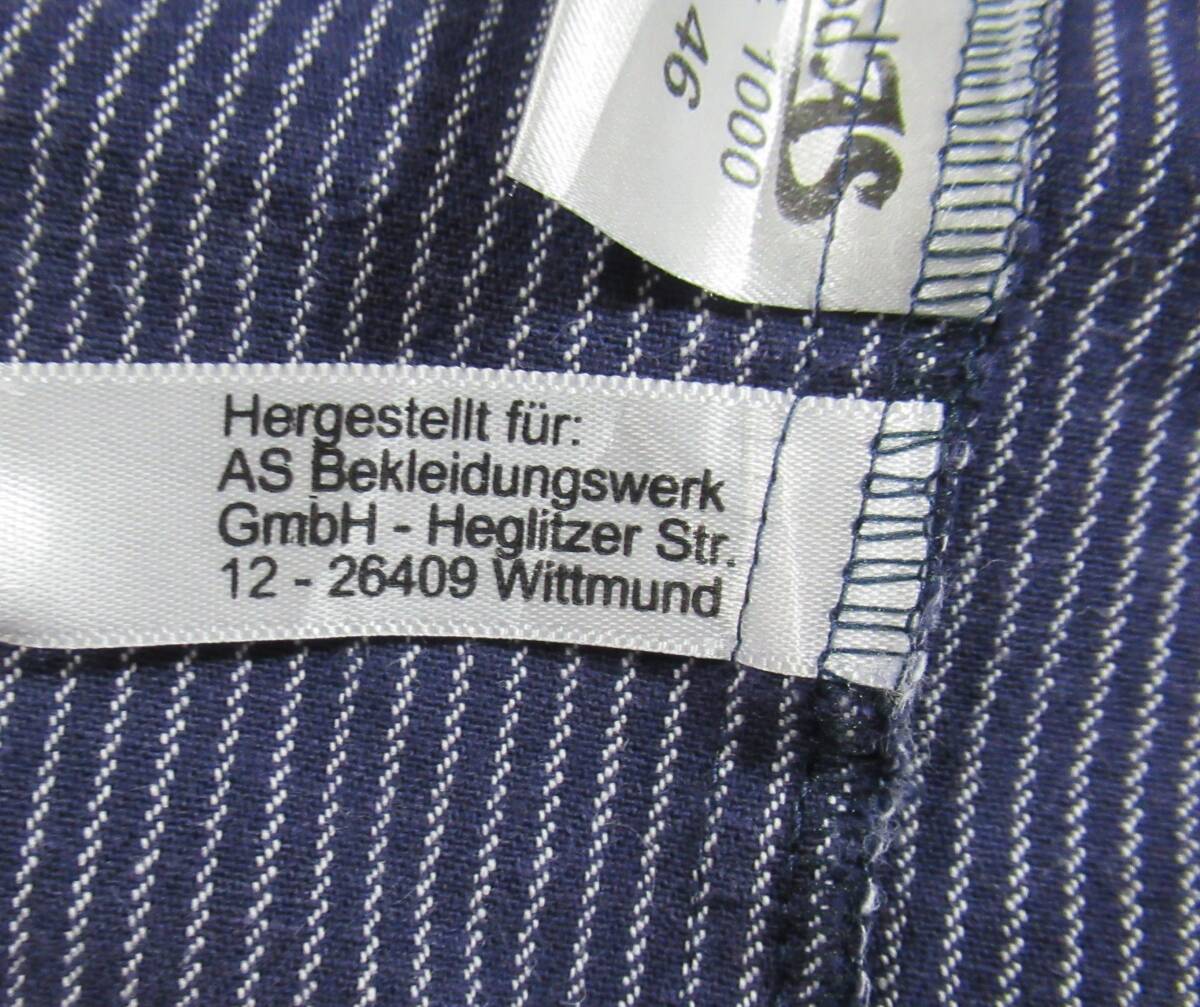 AS
1000
46
Hergestellt für:
AS Bekleidungswerk
GmbH - Heglitzer Str.
12 - 26409 Wittmund